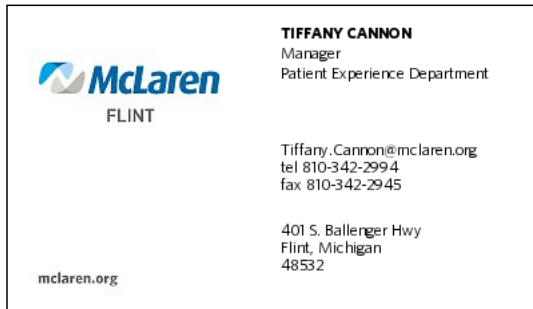 McLaren
FLINT
mclaren.org
TIFFANY CANNON
Manager
Patient Experience Department
Tiffany.Cannon@mclaren.org
tel 810-342-2994
fax 810-342-2945
401 S. Ballenger Hwy
Flint, Michigan
48532